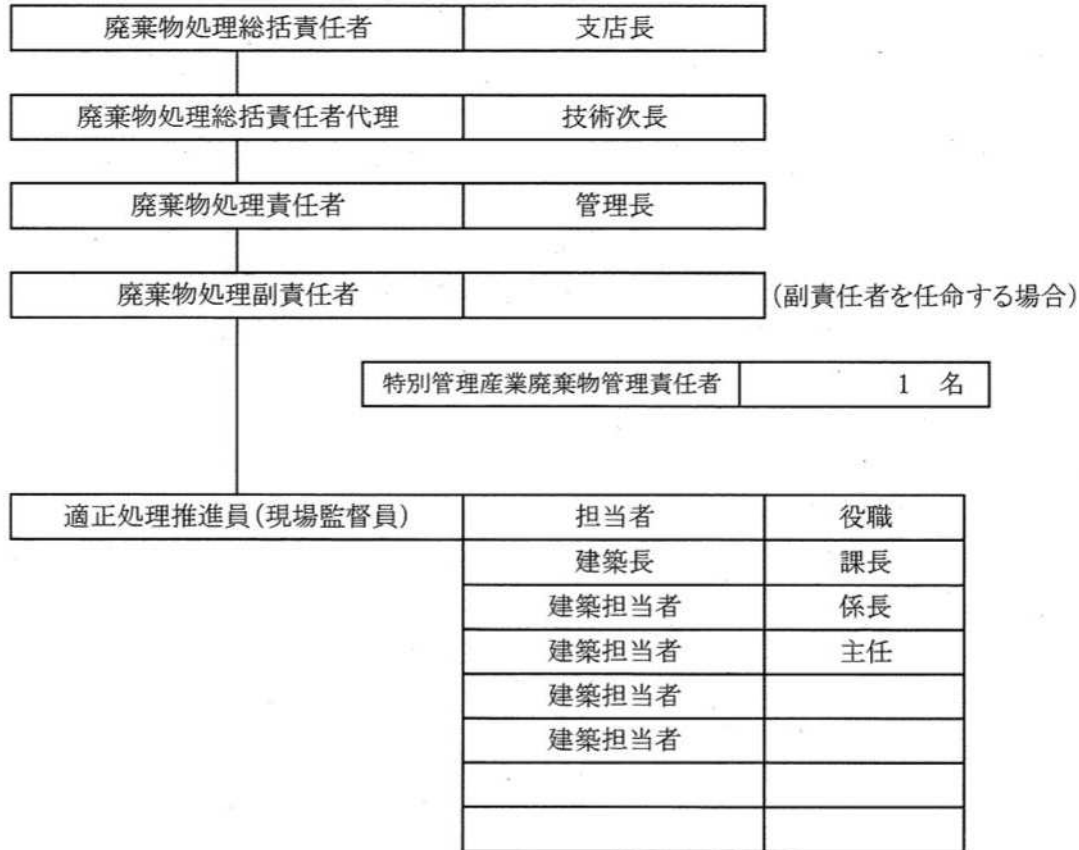 廃棄物処理総括責任者 支店長
廃棄物処理総括責任者代理 技術次長
廃棄物処理責任者 管理長
廃棄物処理副責任者 (副責任者を任命する場合)
特別管理産業廃棄物管理責任者 1 名
適正処理推進員(現場監督員) 担当者 役職
建築長 課長
建築担当者 係長
建築担当者 主任
建築担当者
建築担当者